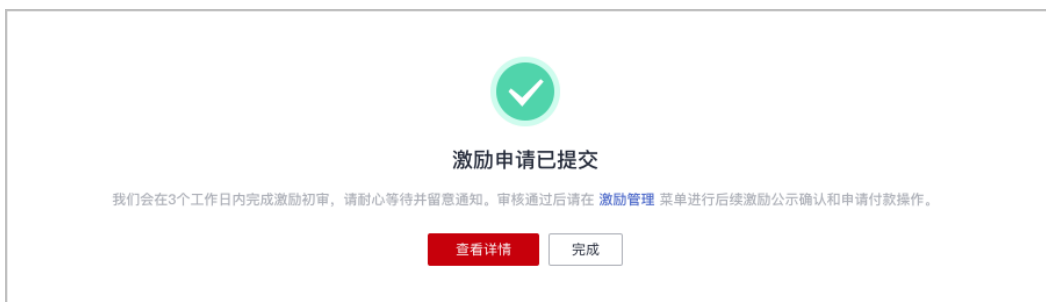 激励申请已提交
我们会在3个工作日内完成激励初审，请耐心等待并留意通知。审核通过后请在 激励管理 菜单进行后续激励公示确认和申请付款操作。
查看详情 完成